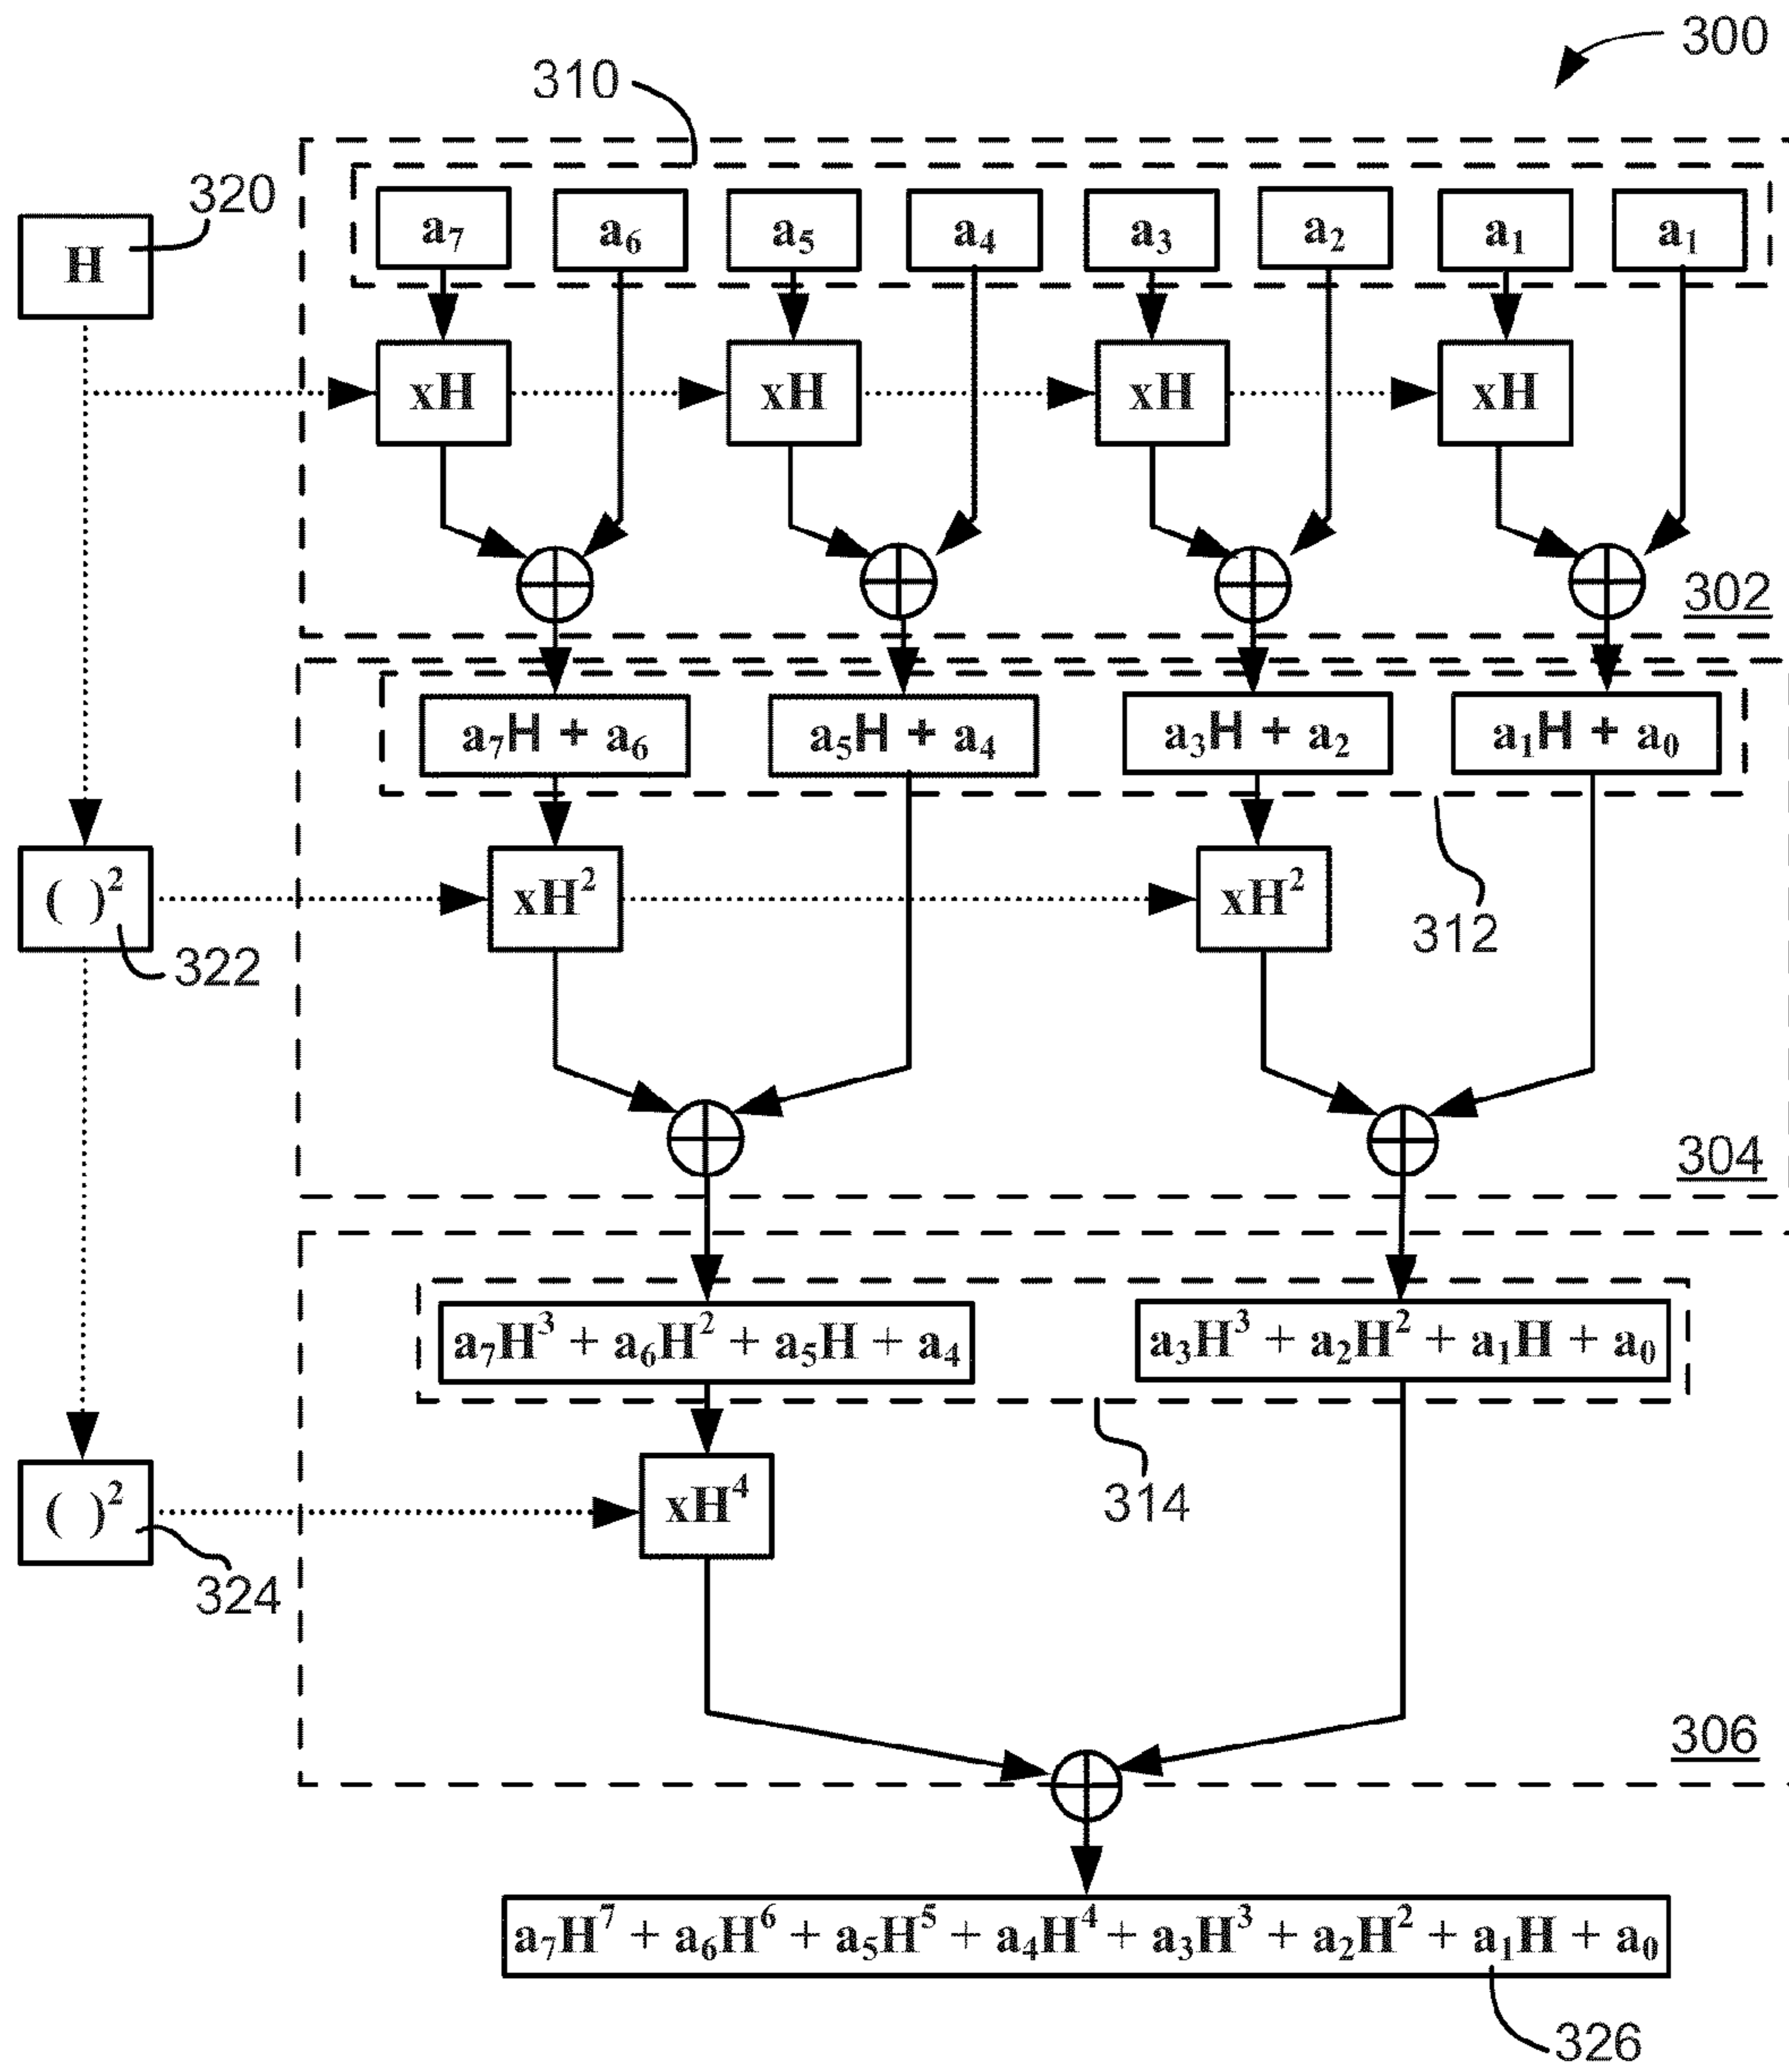 300
310
320
H
a₇ a₆ a₅ a₄ a₃ a₂ a₁ a₁
xH xH xH xH
302
a₇H + a₆ a₅H + a₄ a₃H + a₂ a₁H + a₀
( )² xH² xH²
312
322
304
a₇H³ + a₆H² + a₅H + a₄ a₃H³ + a₂H² + a₁H + a₀
314
( )² xH⁴
324
306
a₇H⁷ + a₆H⁶ + a₅H⁵ + a₄H⁴ + a₃H³ + a₂H² + a₁H + a₀
326